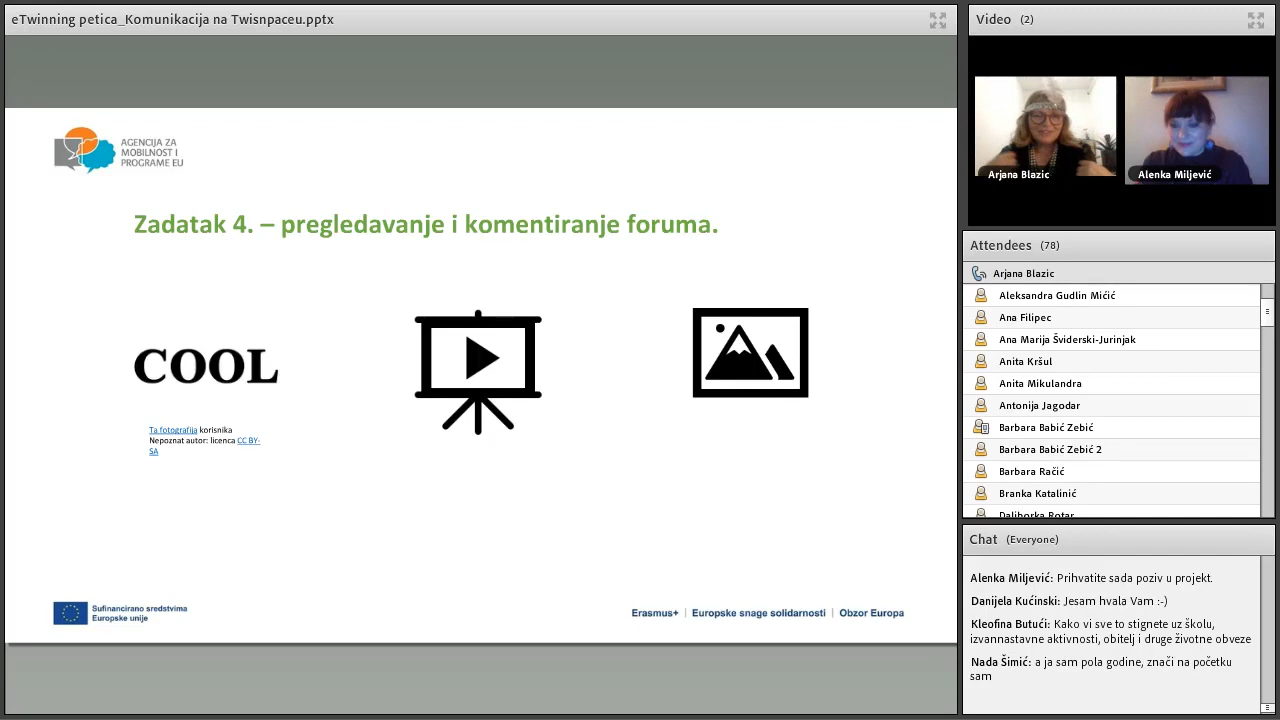 eTwinning petica_Komunikacija na Twisnpaceu.pptx
AGENCIJA ZA
MOBILNOST I
PROGRAME EU
Zadatak 4. – pregledavanje i komentiranje foruma.
COOL
Ta fotografija korisnika
Nepoznat autor: licenca CC BY-
SA
Sufinancirano sredstvima
Europske unije
Erasmus+ | Europske snage solidarnosti | Obzor Europa
Video (2)
Arjana Blazic
Alenka Miljević
Attendees (78)
Arjana Blazic
Aleksandra Gudlin Mićić
Ana Filipec
Ana Marija Šviderski-Jurinjak
Anita Kršul
Anita Mikulandra
Antonija Jagodar
Barbara Babić Zebić
Barbara Babić Zebić 2
Barbara Račić
Branka Katalinić
Daliborka Rotar
Chat (Everyone)
Alenka Miljević: Prihvatite sada poziv u projekt.
Danijela Kućinski: Jesam hvala Vam :-)
Kleofina Butući: Kako vi sve to stignete uz školu,
izvannastavne aktivnosti, obitelj i druge životne obveze
Nada Šimić: a ja sam pola godine, znači na početku
sam